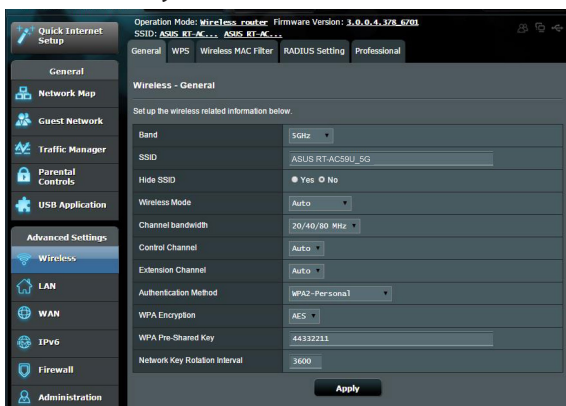 Quick Internet
Setup
Operation Mode: Wireless router Firmware Version: 3.0.0.4.378_6701
SSID: ASUS RT-AC... ASUS RT-AC...
General WPS Wireless MAC Filter RADIUS Setting Professional
General
Network Map
Guest Network
Traffic Manager
Parental
Controls
USB Application
Advanced Settings
Wireless
LAN
WAN
IPv6
Firewall
Administration
Wireless - General
Set up the wireless related information below.
Band 5GHz
SSID ASUS RT-AC59U_5G
Hide SSID Yes No
Wireless Mode Auto
Channel bandwidth 20/40/80 MHz
Control Channel Auto
Extension Channel Auto
Authentication Method WPA2-Personal
WPA Encryption AES
WPA Pre-Shared Key 44332211
Network Key Rotation Interval 3600
Apply